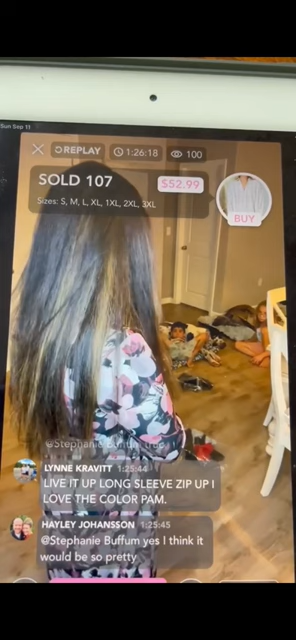 Sun Sep 11
REPLAY
1:26:18
100
SOLD 107
$52.99
Sizes: S, M, L, XL, 1XL, 2XL, 3XL
BUY
@Stephanie Buffum
LYNNE KRAVITT 1:25:44
LIVE IT UP LONG SLEEVE ZIP UP I
LOVE THE COLOR PAM.
HAYLEY JOHANSSON 1:25:45
@Stephanie Buffum yes I think it
would be so pretty